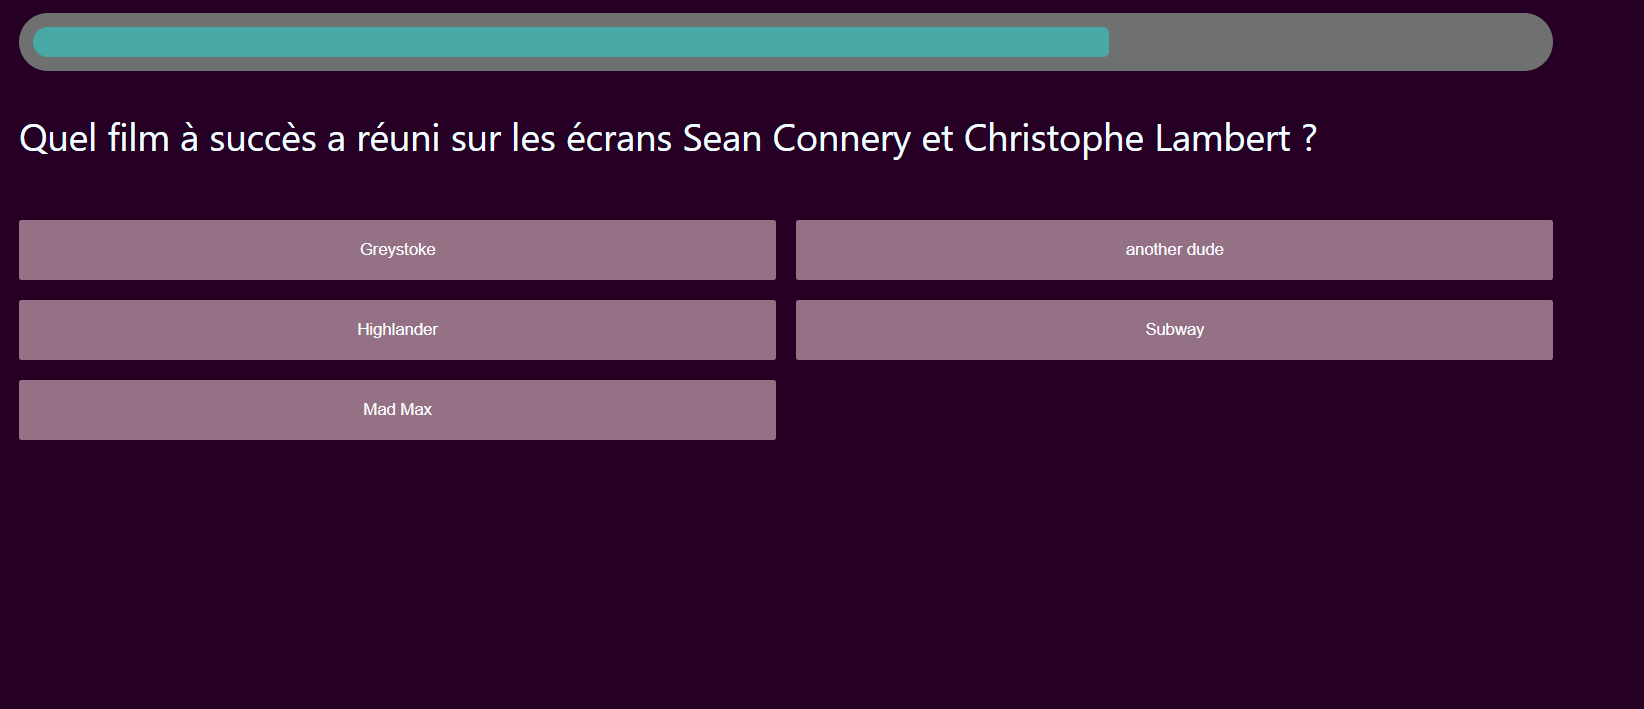 Quel film à succès a réuni sur les écrans Sean Connery et Christophe Lambert ?
Greystoke
another dude
Highlander
Subway
Mad Max